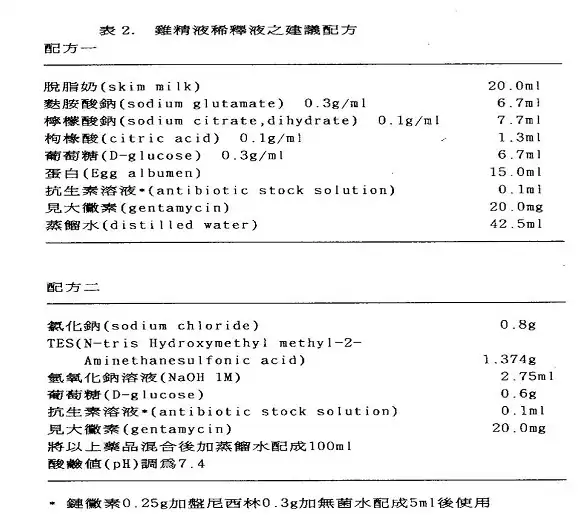 表 2. 雞精液稀釋液之建議配方
配方一
脫脂奶(skim milk) 20.0ml
麩胺酸鈉(sodium glutamate) 0.3g/ml 6.7ml
檸檬酸鈉(sodium citrate,dihydrate) 0.1g/ml 7.7ml
枸椽酸(citric acid) 0.1g/ml 1.3ml
葡萄糖(D-glucose) 0.3g/ml 6.7ml
蛋白(Egg albumen) 15.0ml
抗生素溶液*(antibiotic stock solution) 0.1ml
見大黴素(gentamycin) 20.0mg
蒸餾水(distilled water) 42.5ml
配方二
氯化鈉(sodium chloride) 0.8g
TES(N-tris Hydroxymethyl methyl-2-
Aminethanesulfonic acid) 1.374g
氫氧化鈉溶液(NaOH 1M) 2.75ml
葡萄糖(D-glucose) 0.6g
抗生素溶液*(antibiotic stock solution) 0.1ml
見大黴素(gentamycin) 20.0mg
將以上藥品混合後加蒸餾水配成100ml
酸鹼值(pH)調為7.4
* 鏈黴素0.25g加盤尼西林0.3g加無菌水配成5ml後使用